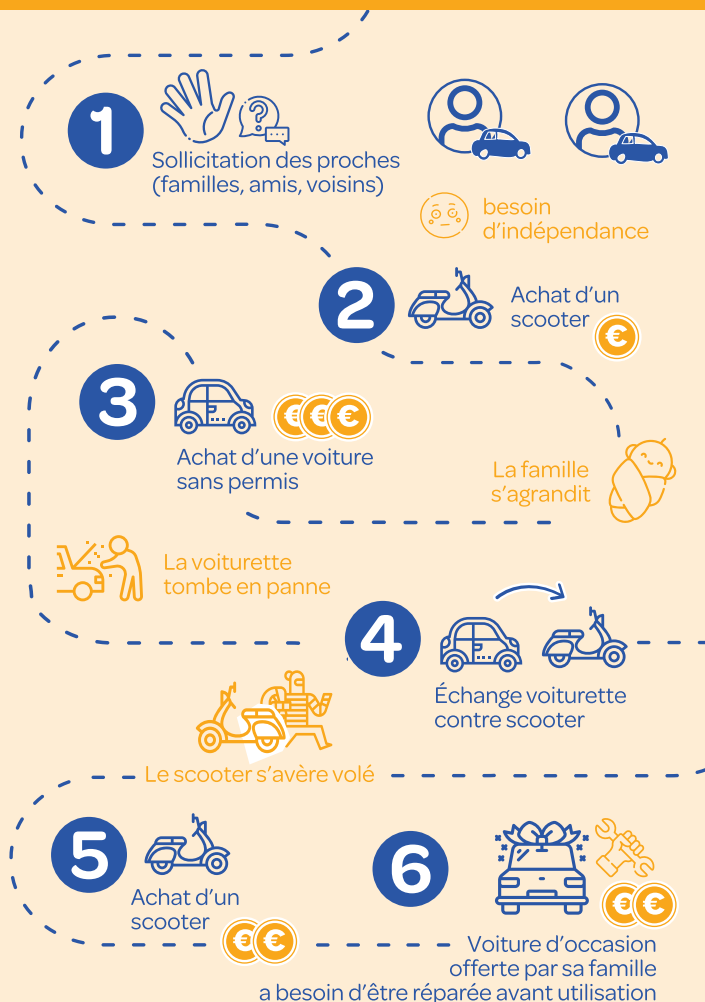 1
Sollicitation des proches
(familles, amis, voisins)
besoin
d'indépendance
2
Achat d'un
scooter
€
3
€€€
Achat d'une voiture
sans permis
La famille
s'agrandit
La voiturette
tombe en panne
4
Échange voiturette
contre scooter
Le scooter s'avère volé
5
Achat d'un
scooter
€€
6
€€
Voiture d'occasion
offerte par sa famille
a besoin d'être réparée avant utilisation